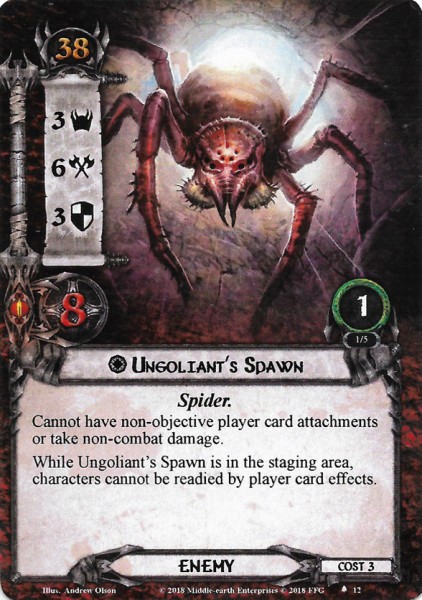 38
3
6
3
8
1
1/5
Ungoliant's Spawn
Spider.
Cannot have non-objective player card attachments
or take non-combat damage.
While Ungoliant's Spawn is in the staging area,
characters cannot be readied by player card effects.
ENEMY
COST 3
Illus. Andrew Olson
© 2018 Middle-earth Enterprises © 2018 FFG
12